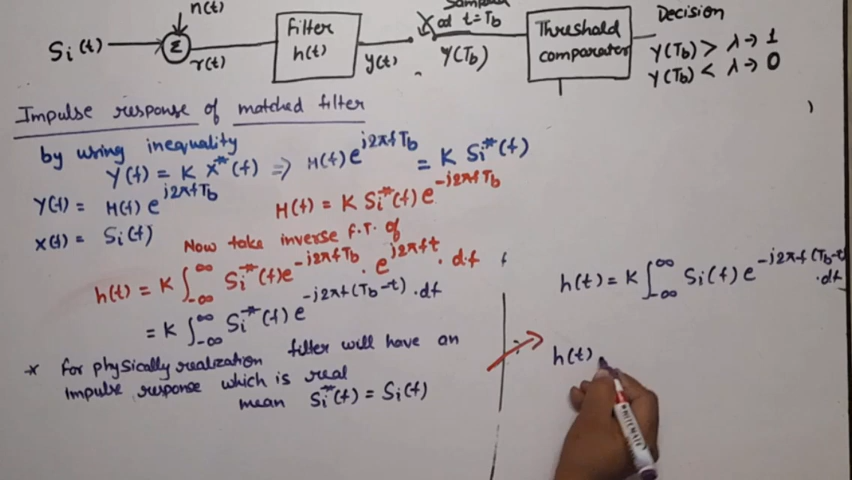 n(t)
Si(t)
Σ
r(t)
Filter
h(t)
y(t)
at t=Tb
Y(Tb)
Threshold
comparator
Decision
Y(Tb) > λ → 1
Y(Tb) < λ → 0
Impulse response of matched filter
by using inequality
Y(f) = K X*(f) ⇒ H(f) e^{j2πfTb} = K Si*(f)
Y(f) = H(f) e^{j2πfTb}
H(f) = K Si*(f) e^{-j2πfTb}
X(f) = Si(f)
Now take inverse F.T. of
h(t) = K ∫_{-∞}^{∞} Si*(f) e^{-j2πfTb} . e^{j2πft} . df
= K ∫_{-∞}^{∞} Si*(f) e^{-j2πf(Tb-t)} . df
* for physically realization filter will have an
impulse response which is real
mean Si*(f) = Si(f)
h(t) = K ∫_{-∞}^{∞} Si(f) e^{-j2πf(Tb-t)} . df
h(t)
WHITEMATE